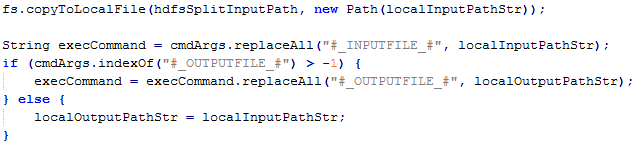 fs.copyToLocalFile(hdfsSplitInputPath, new Path(localInputPathStr));
String execCommand = cmdArgs.replaceAll("#_INPUTFILE_#", localInputPathStr);
if (cmdArgs.indexOf("#_OUTPUTFILE_#") > -1) {
    execCommand = execCommand.replaceAll("#_OUTPUTFILE_#", localOutputPathStr);
} else {
    localOutputPathStr = localInputPathStr;
}